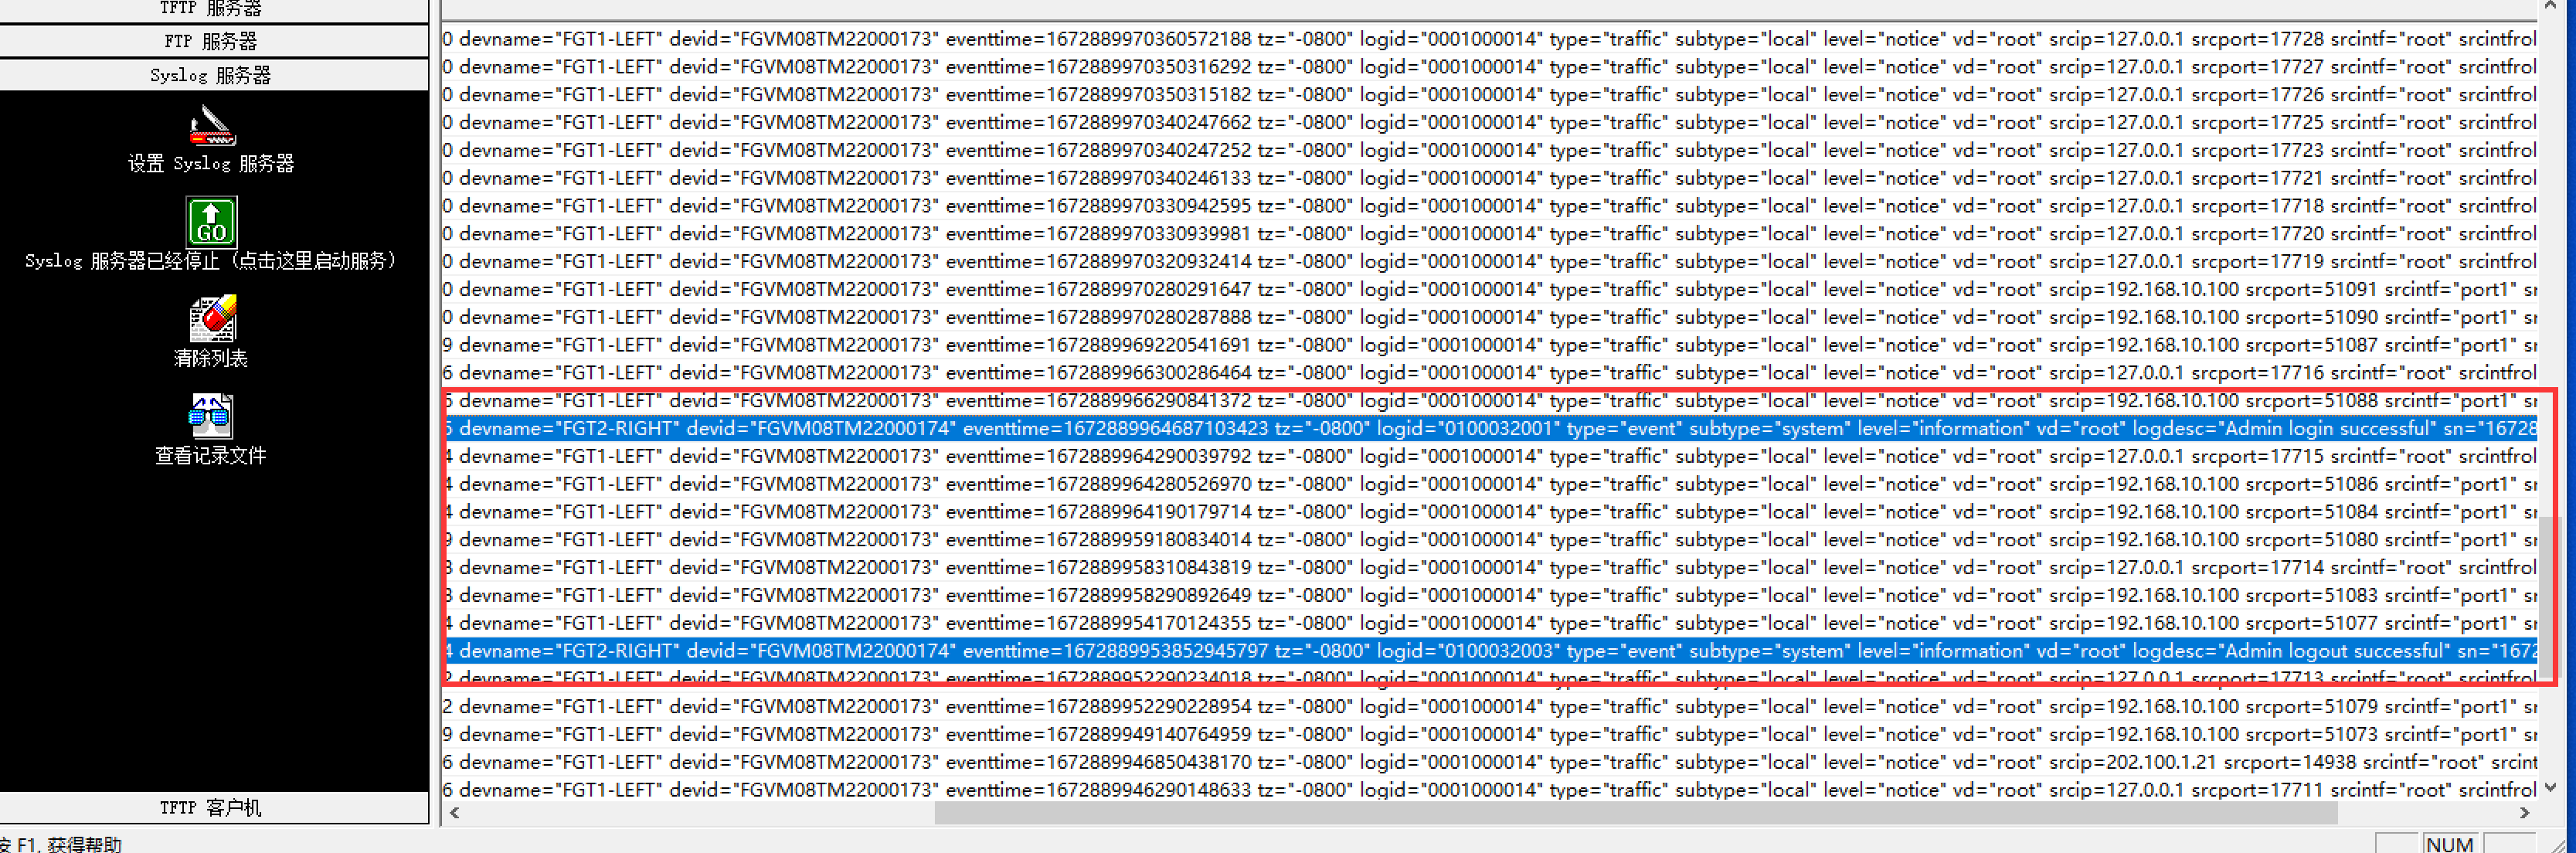 TFTP 服务器
FTP 服务器
Syslog 服务器
设置 Syslog 服务器
GO
Syslog 服务器已经停止 (点击这里启动服务)
清除列表
查看记录文件
TFTP 客户机
按 F1, 获得帮助
0 devname="FGT1-LEFT" devid="FGVM08TM22000173" eventtime=1672889970360572188 tz="-0800" logid="0001000014" type="traffic" subtype="local" level="notice" vd="root" srcip=127.0.0.1 srcport=17728 srcintf="root" srcintfrol
0 devname="FGT1-LEFT" devid="FGVM08TM22000173" eventtime=1672889970350316292 tz="-0800" logid="0001000014" type="traffic" subtype="local" level="notice" vd="root" srcip=127.0.0.1 srcport=17727 srcintf="root" srcintfrol
0 devname="FGT1-LEFT" devid="FGVM08TM22000173" eventtime=1672889970350315182 tz="-0800" logid="0001000014" type="traffic" subtype="local" level="notice" vd="root" srcip=127.0.0.1 srcport=17726 srcintf="root" srcintfrol
0 devname="FGT1-LEFT" devid="FGVM08TM22000173" eventtime=1672889970340247662 tz="-0800" logid="0001000014" type="traffic" subtype="local" level="notice" vd="root" srcip=127.0.0.1 srcport=17725 srcintf="root" srcintfrol
0 devname="FGT1-LEFT" devid="FGVM08TM22000173" eventtime=1672889970340247252 tz="-0800" logid="0001000014" type="traffic" subtype="local" level="notice" vd="root" srcip=127.0.0.1 srcport=17723 srcintf="root" srcintfrol
0 devname="FGT1-LEFT" devid="FGVM08TM22000173" eventtime=1672889970340246133 tz="-0800" logid="0001000014" type="traffic" subtype="local" level="notice" vd="root" srcip=127.0.0.1 srcport=17721 srcintf="root" srcintfrol
0 devname="FGT1-LEFT" devid="FGVM08TM22000173" eventtime=1672889970330942595 tz="-0800" logid="0001000014" type="traffic" subtype="local" level="notice" vd="root" srcip=127.0.0.1 srcport=17718 srcintf="root" srcintfrol
0 devname="FGT1-LEFT" devid="FGVM08TM22000173" eventtime=1672889970330939981 tz="-0800" logid="0001000014" type="traffic" subtype="local" level="notice" vd="root" srcip=127.0.0.1 srcport=17720 srcintf="root" srcintfrol
0 devname="FGT1-LEFT" devid="FGVM08TM22000173" eventtime=1672889970320932414 tz="-0800" logid="0001000014" type="traffic" subtype="local" level="notice" vd="root" srcip=127.0.0.1 srcport=17719 srcintf="root" srcintfrol
0 devname="FGT1-LEFT" devid="FGVM08TM22000173" eventtime=1672889970280291647 tz="-0800" logid="0001000014" type="traffic" subtype="local" level="notice" vd="root" srcip=192.168.10.100 srcport=51091 srcintf="port1" sr
0 devname="FGT1-LEFT" devid="FGVM08TM22000173" eventtime=1672889970280287888 tz="-0800" logid="0001000014" type="traffic" subtype="local" level="notice" vd="root" srcip=192.168.10.100 srcport=51090 srcintf="port1" sr
9 devname="FGT1-LEFT" devid="FGVM08TM22000173" eventtime=1672889969220541691 tz="-0800" logid="0001000014" type="traffic" subtype="local" level="notice" vd="root" srcip=192.168.10.100 srcport=51087 srcintf="port1" sr
6 devname="FGT1-LEFT" devid="FGVM08TM22000173" eventtime=1672889966300286464 tz="-0800" logid="0001000014" type="traffic" subtype="local" level="notice" vd="root" srcip=127.0.0.1 srcport=17716 srcintf="root" srcintfrol
6 devname="FGT1-LEFT" devid="FGVM08TM22000173" eventtime=1672889966290841372 tz="-0800" logid="0001000014" type="traffic" subtype="local" level="notice" vd="root" srcip=192.168.10.100 srcport=51088 srcintf="port1" sr
5 devname="FGT2-RIGHT" devid="FGVM08TM22000174" eventtime=1672889964687103423 tz="-0800" logid="0100032001" type="event" subtype="system" level="information" vd="root" logdesc="Admin login successful" sn="16728
4 devname="FGT1-LEFT" devid="FGVM08TM22000173" eventtime=1672889964290039792 tz="-0800" logid="0001000014" type="traffic" subtype="local" level="notice" vd="root" srcip=127.0.0.1 srcport=17715 srcintf="root" srcintfrol
4 devname="FGT1-LEFT" devid="FGVM08TM22000173" eventtime=1672889964280526970 tz="-0800" logid="0001000014" type="traffic" subtype="local" level="notice" vd="root" srcip=192.168.10.100 srcport=51086 srcintf="port1" sr
4 devname="FGT1-LEFT" devid="FGVM08TM22000173" eventtime=1672889964190179714 tz="-0800" logid="0001000014" type="traffic" subtype="local" level="notice" vd="root" srcip=192.168.10.100 srcport=51084 srcintf="port1" sr
9 devname="FGT1-LEFT" devid="FGVM08TM22000173" eventtime=1672889959180834014 tz="-0800" logid="0001000014" type="traffic" subtype="local" level="notice" vd="root" srcip=192.168.10.100 srcport=51080 srcintf="port1" sr
8 devname="FGT1-LEFT" devid="FGVM08TM22000173" eventtime=1672889958310843819 tz="-0800" logid="0001000014" type="traffic" subtype="local" level="notice" vd="root" srcip=127.0.0.1 srcport=17714 srcintf="root" srcintfrol
8 devname="FGT1-LEFT" devid="FGVM08TM22000173" eventtime=1672889958290892649 tz="-0800" logid="0001000014" type="traffic" subtype="local" level="notice" vd="root" srcip=192.168.10.100 srcport=51083 srcintf="port1" sr
4 devname="FGT1-LEFT" devid="FGVM08TM22000173" eventtime=1672889954170124355 tz="-0800" logid="0001000014" type="traffic" subtype="local" level="notice" vd="root" srcip=192.168.10.100 srcport=51077 srcintf="port1" sr
4 devname="FGT2-RIGHT" devid="FGVM08TM22000174" eventtime=1672889953852945797 tz="-0800" logid="0100032003" type="event" subtype="system" level="information" vd="root" logdesc="Admin logout successful" sn="1672
2 devname="FGT1-LEFT" devid="FGVM08TM22000173" eventtime=1672889952290234018 tz="-0800" logid="0001000014" type="traffic" subtype="local" level="notice" vd="root" srcip=127.0.0.1 srcport=17713 srcintf="root" srcintfrol
2 devname="FGT1-LEFT" devid="FGVM08TM22000173" eventtime=1672889952290228954 tz="-0800" logid="0001000014" type="traffic" subtype="local" level="notice" vd="root" srcip=192.168.10.100 srcport=51079 srcintf="port1" sr
9 devname="FGT1-LEFT" devid="FGVM08TM22000173" eventtime=1672889949140764959 tz="-0800" logid="0001000014" type="traffic" subtype="local" level="notice" vd="root" srcip=192.168.10.100 srcport=51073 srcintf="port1" sr
6 devname="FGT1-LEFT" devid="FGVM08TM22000173" eventtime=1672889946850438170 tz="-0800" logid="0001000014" type="traffic" subtype="local" level="notice" vd="root" srcip=202.100.1.21 srcport=14938 srcintf="root" srcint
6 devname="FGT1-LEFT" devid="FGVM08TM22000173" eventtime=1672889946290148633 tz="-0800" logid="0001000014" type="traffic" subtype="local" level="notice" vd="root" srcip=127.0.0.1 srcport=17711 srcintf="root" srcintfrol
NUM